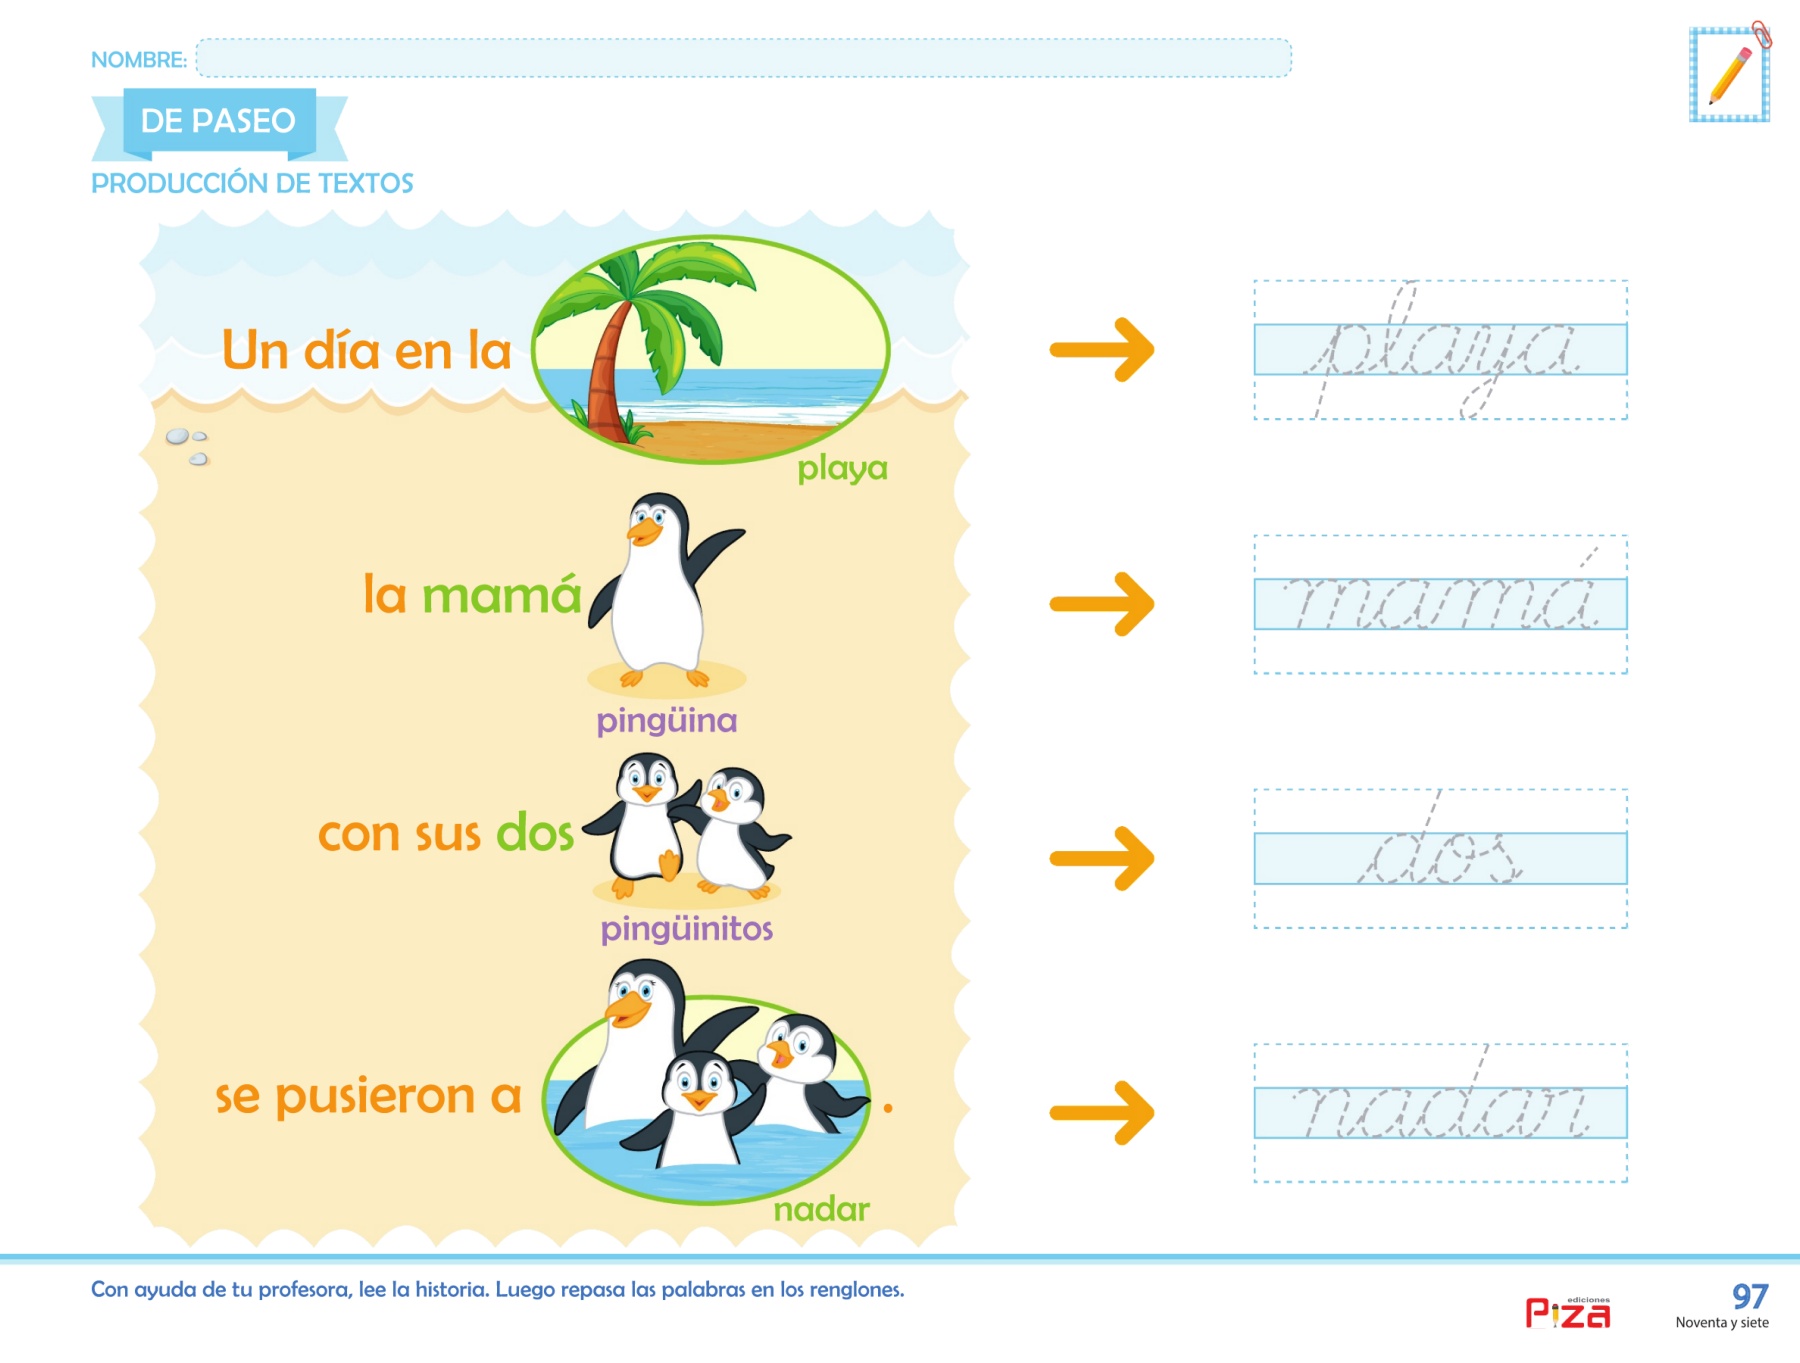 NOMBRE:
DE PASEO
PRODUCCIÓN DE TEXTOS
Un día en la
playa
playa
la mamá
pingüina
mamá
con sus dos
pingüinitos
dos
se pusieron a .
nadar
nadar
Con ayuda de tu profesora, lee la historia. Luego repasa las palabras en los renglones.
ediciones
Piza
97
Noventa y siete